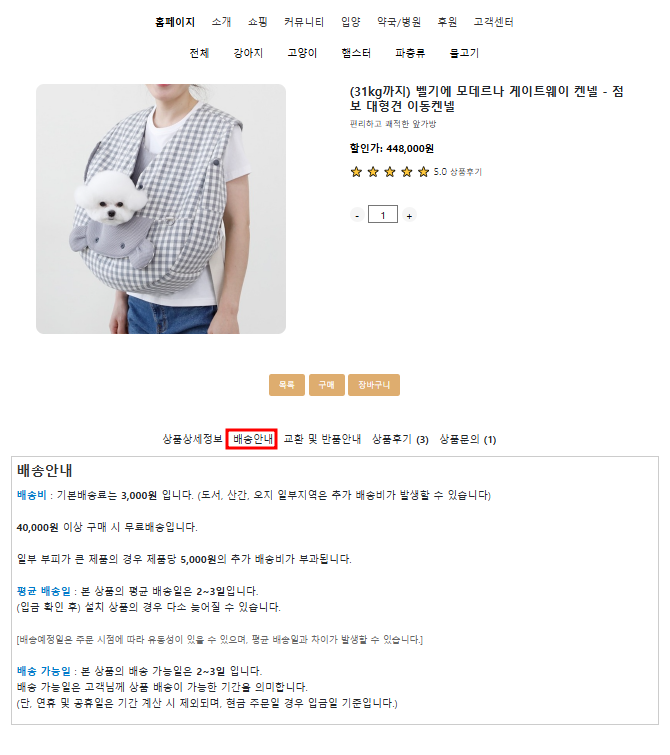 홈페이지 소개 쇼핑 커뮤니티 입양 약국/병원 후원 고객센터
전체 강아지 고양이 햄스터 파충류 물고기
(31kg까지) 벨기에 모데르나 게이트웨이 켄넬 - 점
보 대형견 이동켄넬
편리하고 쾌적한 앞가방
할인가: 448,000원
5.0 상품후기
- 1 +
목록 구매 장바구니
상품상세정보 배송안내 교환 및 반품안내 상품후기 (3) 상품문의 (1)
배송안내
배송비 : 기본배송료는 3,000원 입니다. (도서, 산간, 오지 일부지역은 추가 배송비가 발생할 수 있습니다)
40,000원 이상 구매 시 무료배송입니다.
일부 부피가 큰 제품의 경우 제품당 5,000원의 추가 배송비가 부과됩니다.
평균 배송일 : 본 상품의 평균 배송일은 2~3일입니다.
(입금 확인 후) 설치 상품의 경우 다소 늦어질 수 있습니다.
[배송예정일은 주문 시점에 따라 유동성이 있을 수 있으며, 평균 배송일과 차이가 발생할 수 있습니다.]
배송 가능일 : 본 상품의 배송 가능일은 2~3일 입니다.
배송 가능일은 고객님께 상품 배송이 가능한 기간을 의미합니다.
(단, 연휴 및 공휴일은 기간 계산 시 제외되며, 현금 주문일 경우 입금일 기준입니다.)